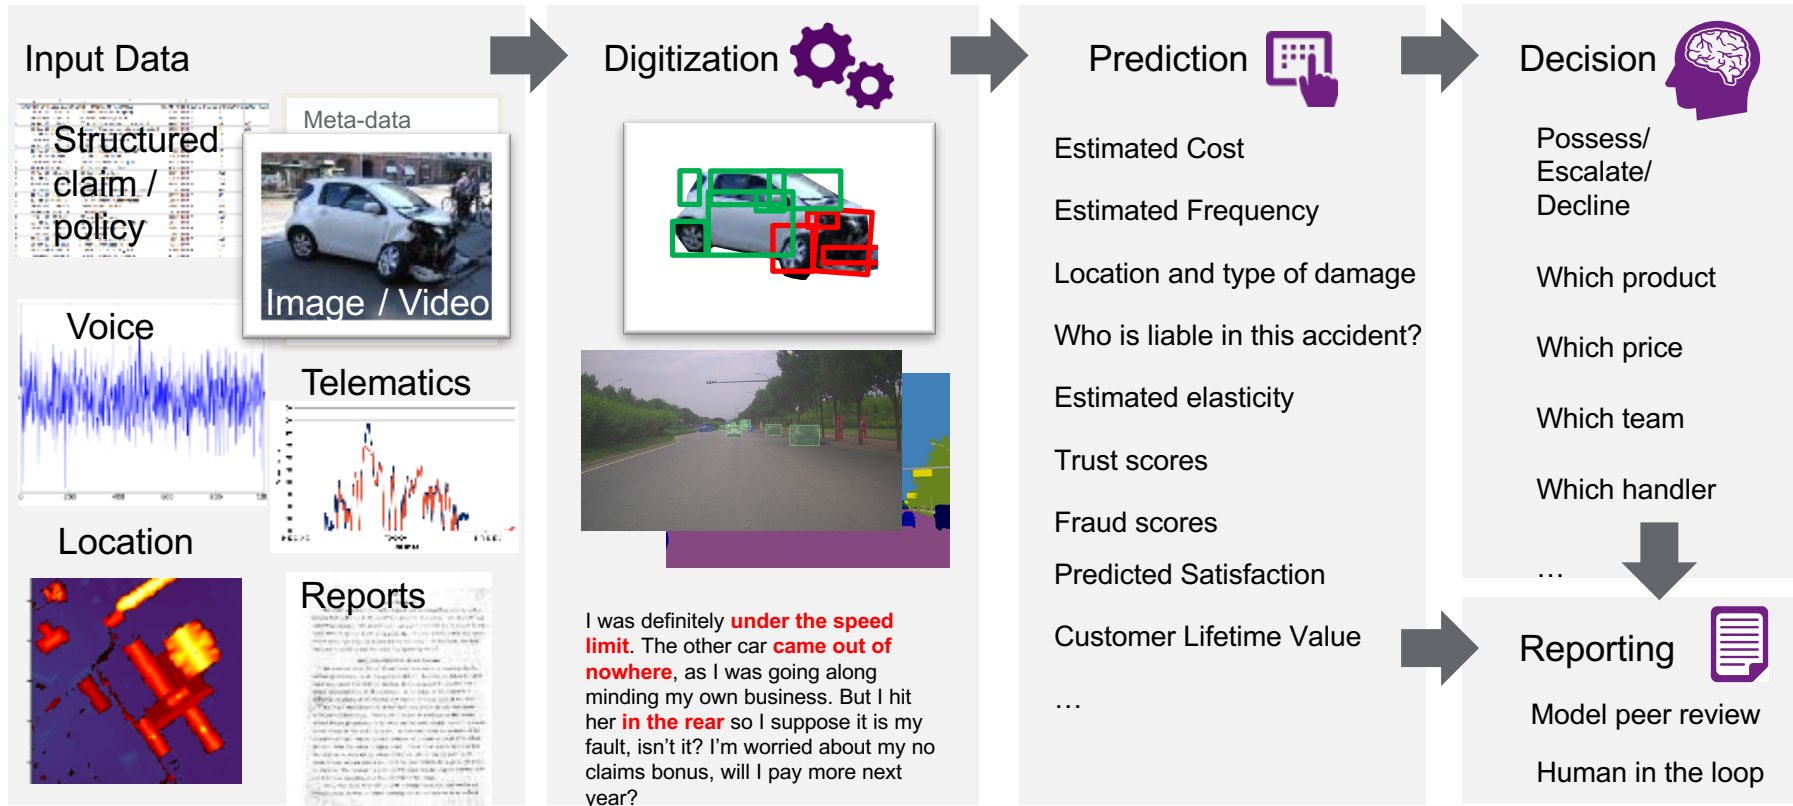 Input Data
Structured
claim /
policy
Meta-data
Image / Video
Voice
0
200
400
600
800
Telematics
Location
Reports
Digitization
I was definitely under the speed
limit. The other car came out of
nowhere, as I was going along
minding my own business. But I hit
her in the rear so I suppose it is my
fault, isn’t it? I’m worried about my no
claims bonus, will I pay more next
year?
Prediction
Estimated Cost
Estimated Frequency
Location and type of damage
Who is liable in this accident?
Estimated elasticity
Trust scores
Fraud scores
Predicted Satisfaction
Customer Lifetime Value
…
Decision
Possess/
Escalate/
Decline
Which product
Which price
Which team
Which handler
…
Reporting
Model peer review
Human in the loop